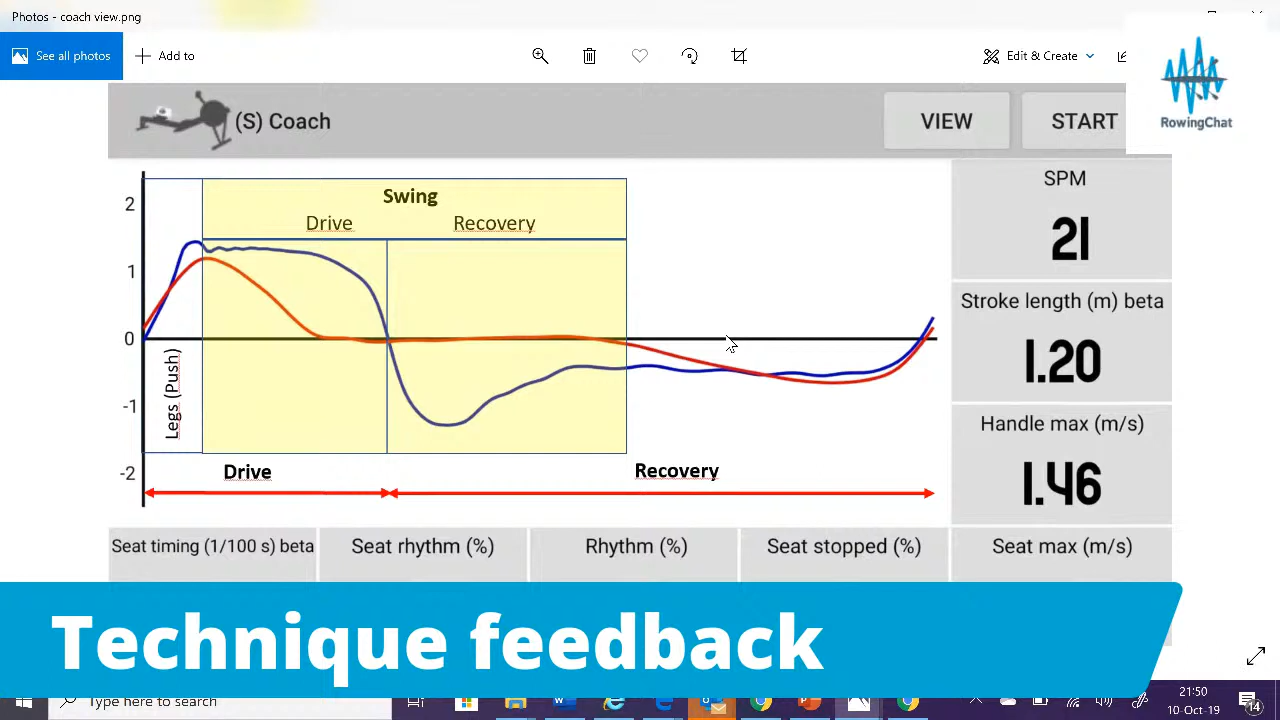 Photos - coach view.png
See all photos
Add to
Edit & Create
RowingChat
(S) Coach
VIEW
START
Swing
Drive
Recovery
2
1
0
-1
-2
Legs (Push)
Drive
Recovery
SPM
21
Stroke length (m) beta
1.20
Handle max (m/s)
1.46
Seat timing (1/100 s) beta
Seat rhythm (%)
Rhythm (%)
Seat stopped (%)
Seat max (m/s)
Technique feedback
Type here to search
21:50
10-Oct-19
14